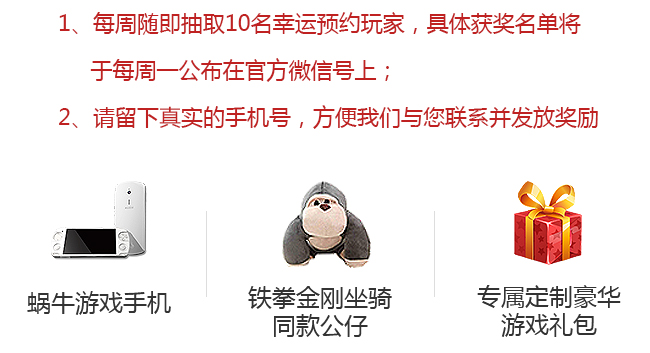 1、每周随即抽取10名幸运预约玩家，具体获奖名单将
于每周一公布在官方微信号上；
2、请留下真实的手机号，方便我们与您联系并发放奖励
蜗牛游戏手机
铁拳金刚坐骑
同款公仔
专属定制豪华
游戏礼包